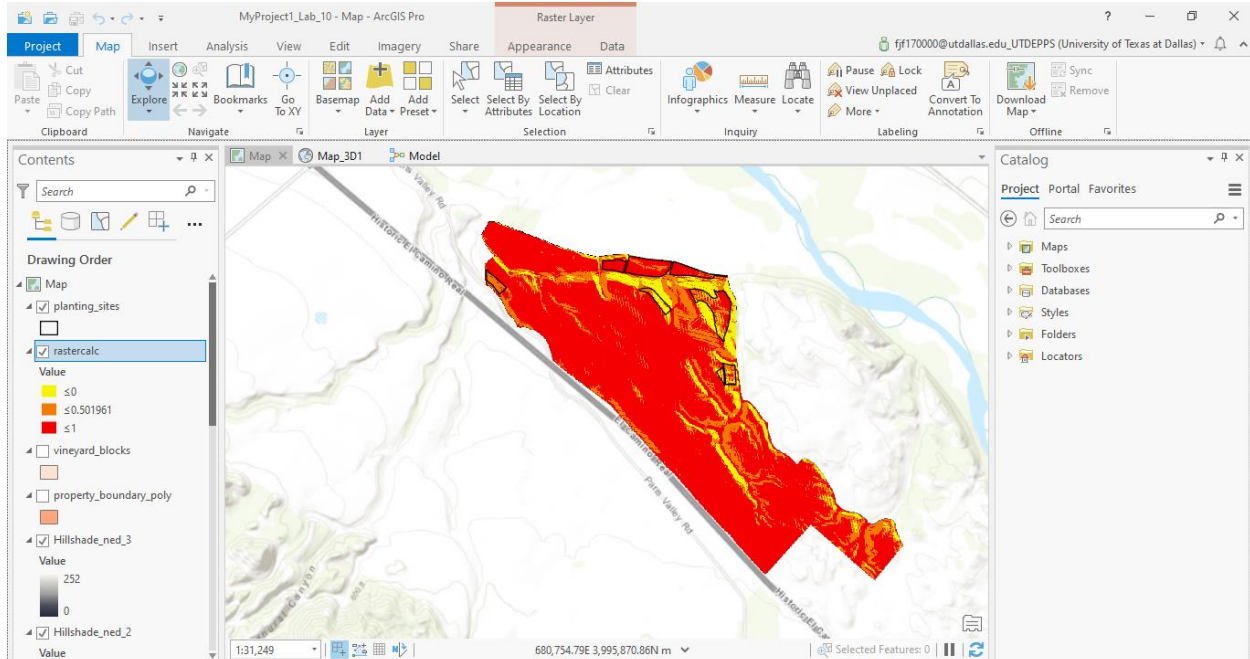 MyProject1_Lab_10 - Map - ArcGIS Pro
Raster Layer
?
Project Map Insert Analysis View Edit Imagery Share Appearance Data
fjf170000@utdallas.edu_UTDEPPS (University of Texas at Dallas)
Paste
Cut
Copy
Copy Path
Clipboard
Explore
Bookmarks
Go To XY
Navigate
Basemap
Add Data
Add Preset
Layer
Select
Select By Attributes
Select By Location
Attributes
Clear
Selection
Infographics
Measure
Locate
Inquiry
Pause
Lock
View Unplaced
More
Convert To Annotation
Labeling
Download Map
Sync
Remove
Offline
Contents
Search
Drawing Order
Map
planting_sites
rastercalc
Value
≤0
≤0.501961
≤1
vineyard_blocks
property_boundary_poly
Hillshade_ned_3
Value
252
0
Hillshade_ned_2
Value
Map Map_3D1 Model
Valley Rd
Historic El Camino Real
El Camino Real
Paris Valley Rd
Canyon
1:31,249
680,754.79E 3,995,870.86N m
Selected Features: 0
Catalog
Project Portal Favorites
Search
Maps
Toolboxes
Databases
Styles
Folders
Locators